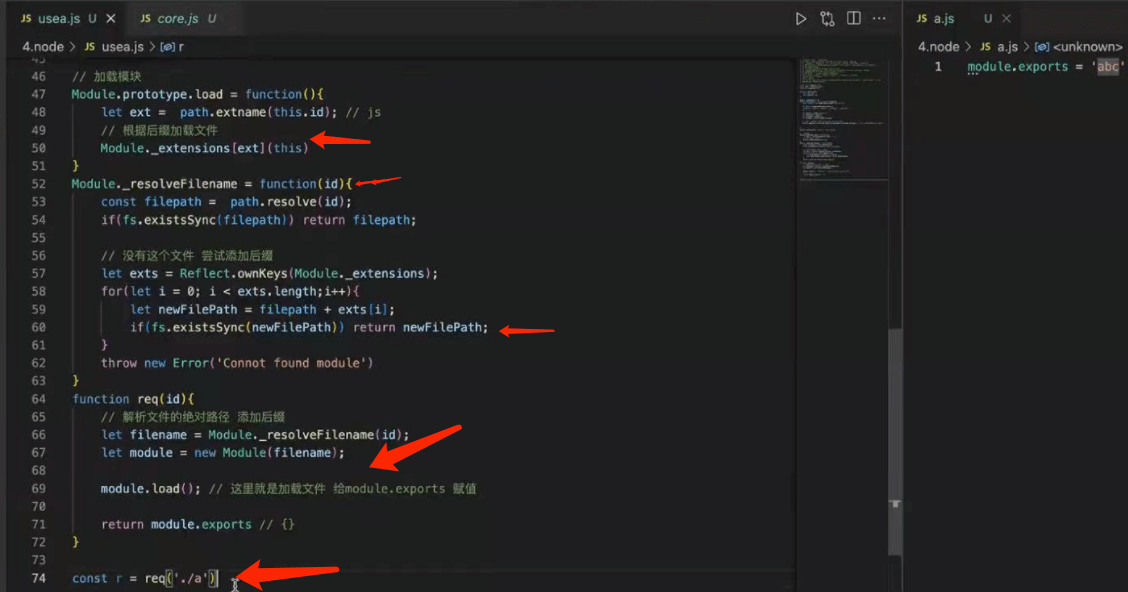 JS usea.js U ×
JS core.js U
4.node > JS usea.js > r
45
46 // 加载模块
47 Module.prototype.load = function(){
48 let ext =  path.extname(this.id); // js
49 // 根据后缀加载文件
50 Module._extensions[ext](this)
51 }
52 Module._resolveFilename = function(id){
53 const filepath =  path.resolve(id);
54 if(fs.existsSync(filepath)) return filepath;
55
56 // 没有这个文件 尝试添加后缀
57 let exts = Reflect.ownKeys(Module._extensions);
58 for(let i = 0; i < exts.length;i++){
59 let newFilePath = filepath + exts[i];
60 if(fs.existsSync(newFilePath)) return newFilePath;
61 }
62 throw new Error('Connot found module')
63 }
64 function req(id){
65 // 解析文件的绝对路径 添加后缀
66 let filename = Module._resolveFilename(id);
67 let module = new Module(filename);
68
69 module.load(); // 这里就是加载文件 给module.exports 赋值
70
71 return module.exports // {}
72 }
73
74 const r = req('./a')
JS a.js U ×
4.node > JS a.js > <unknown>
1 module.exports = 'abc'